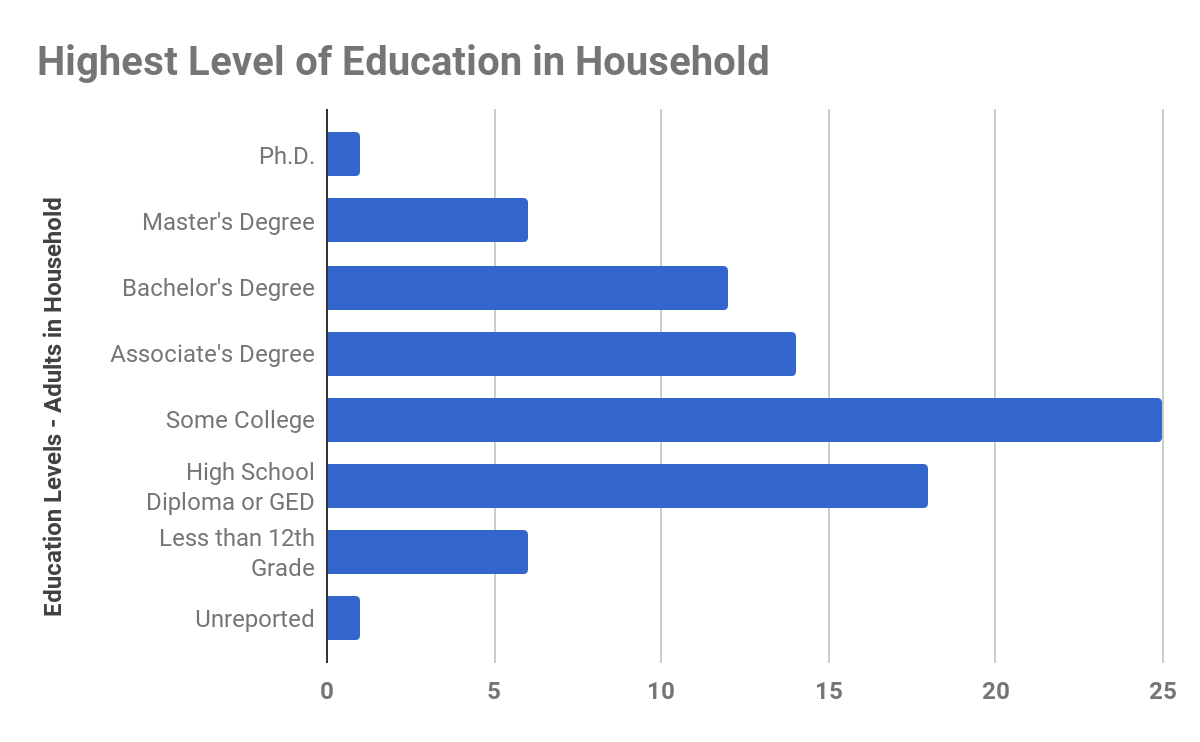 Highest Level of Education in Household
Education Levels - Adults in Household
Ph.D.
Master's Degree
Bachelor's Degree
Associate's Degree
Some College
High School
Diploma or GED
Less than 12th
Grade
Unreported
0 5 10 15 20 25